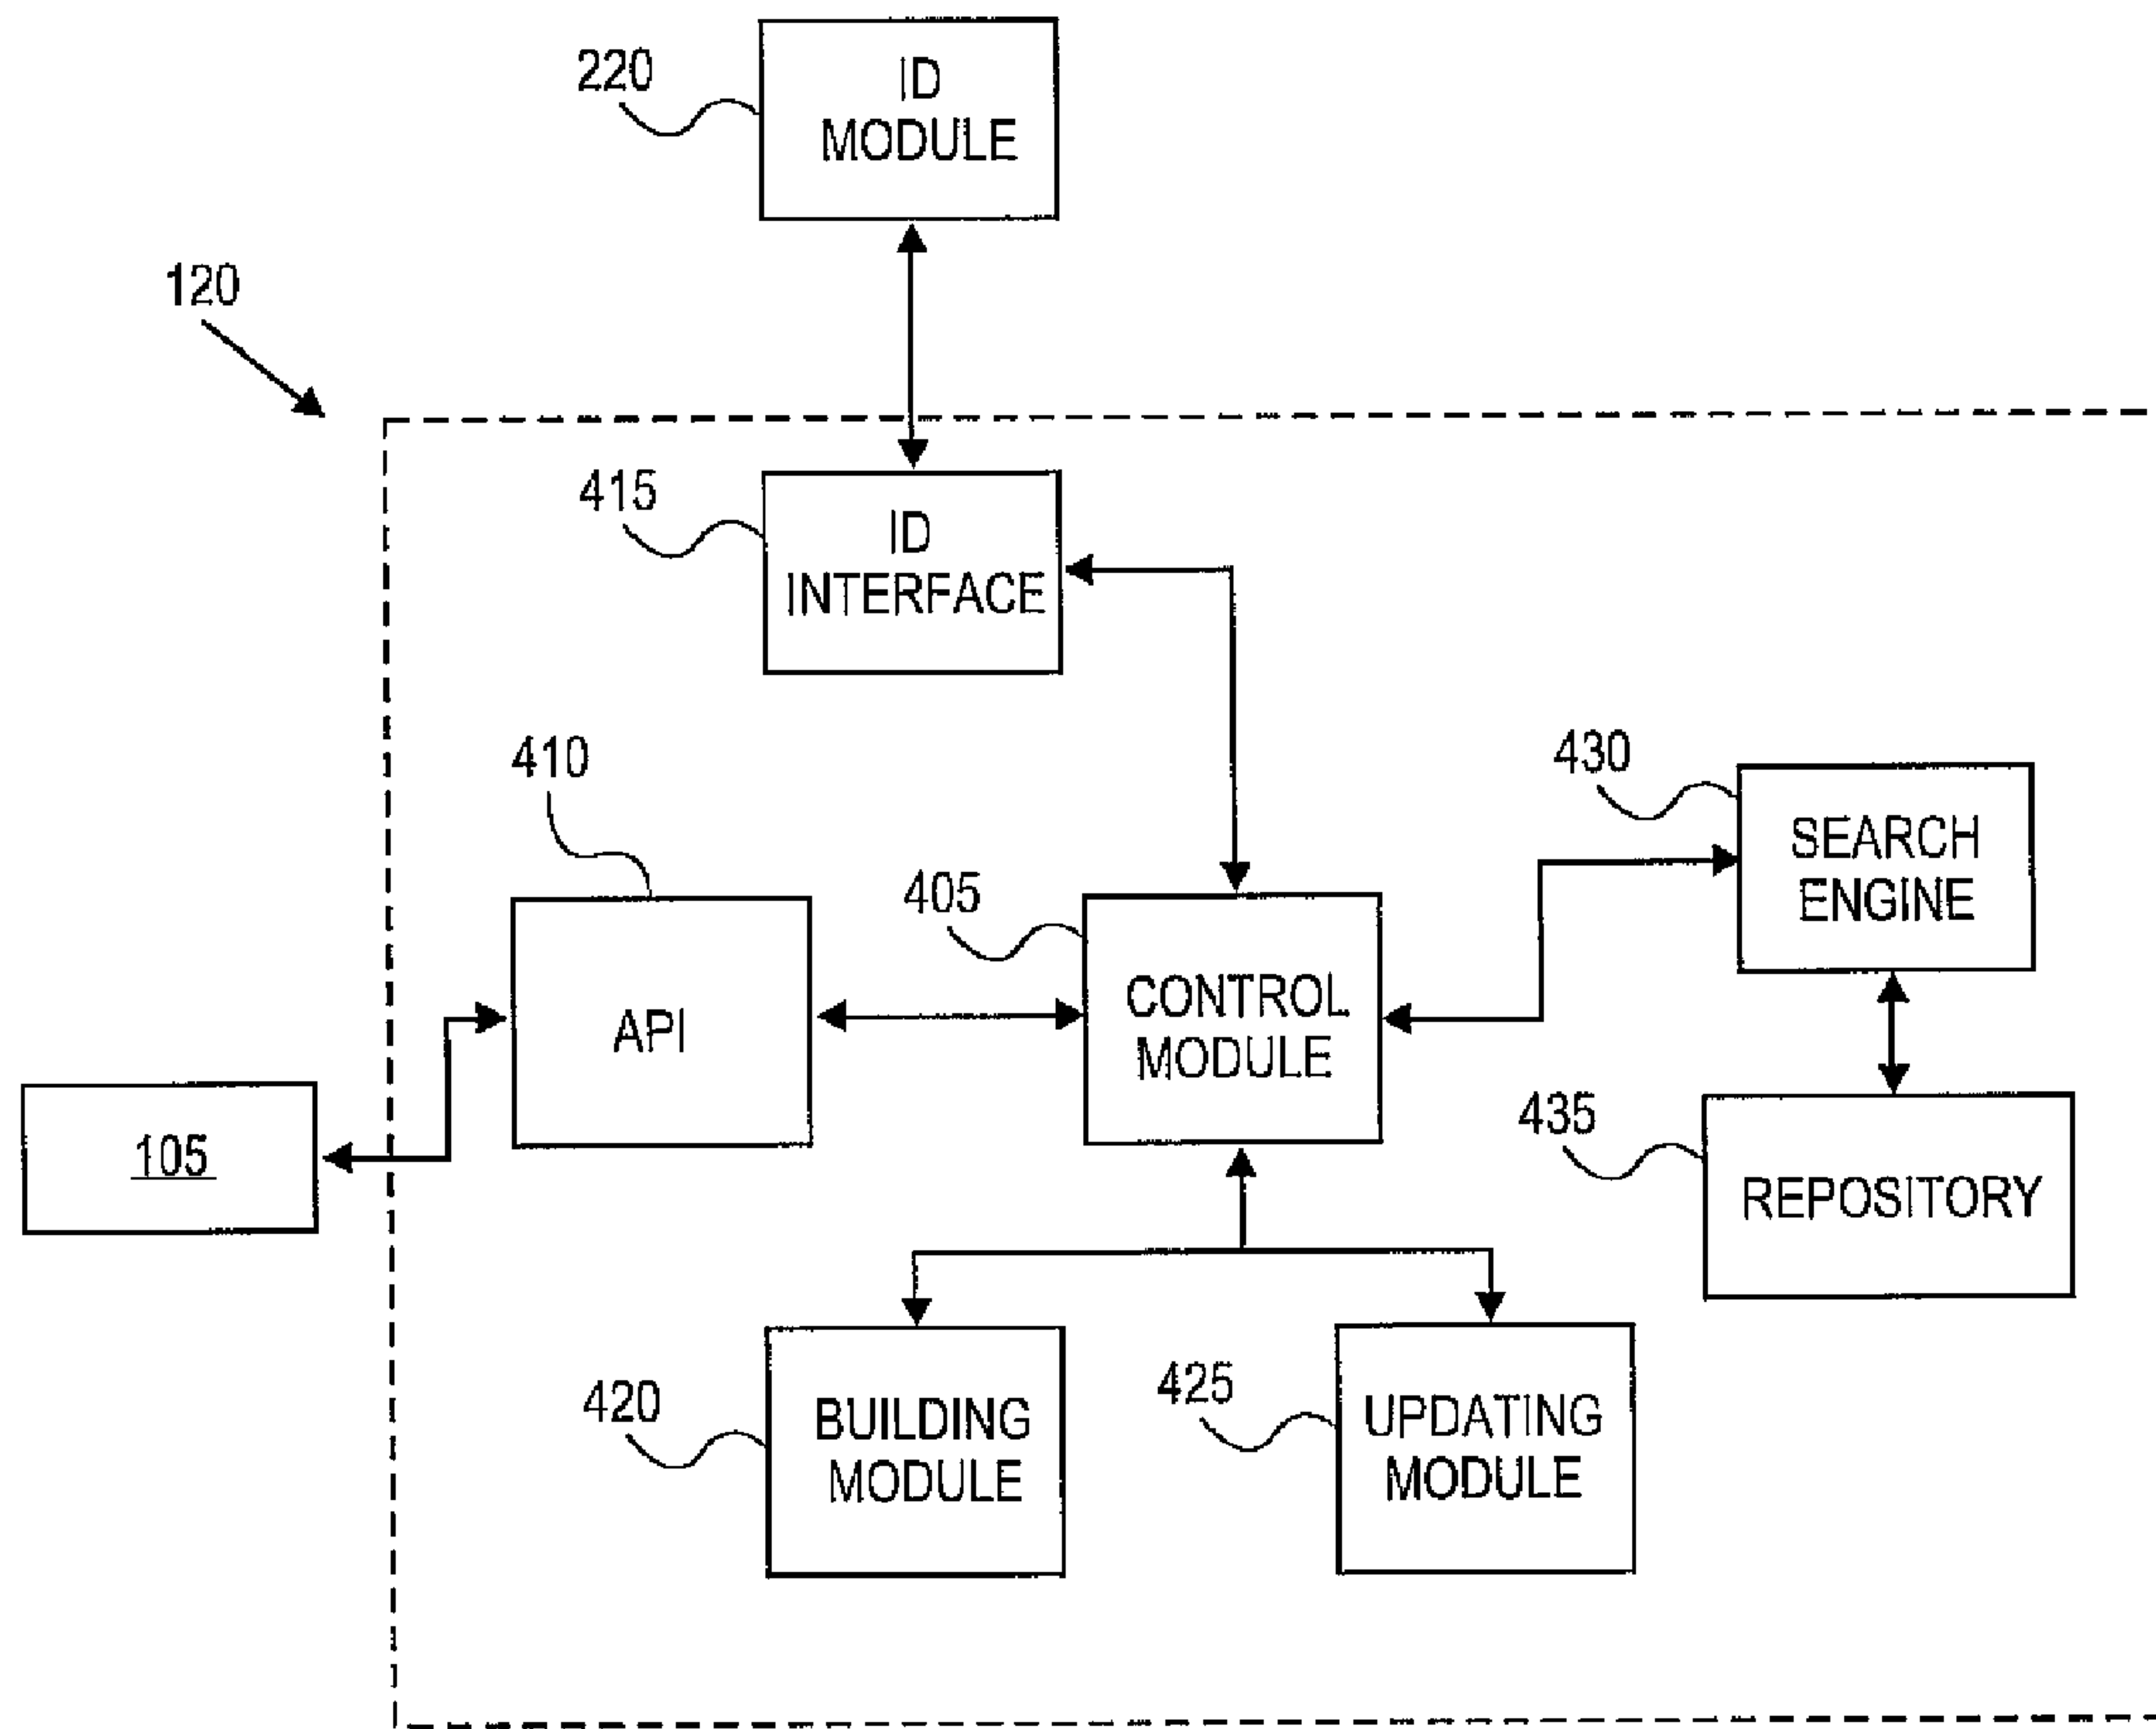 220
ID
MODULE
120
415
ID
INTERFACE
410
430
SEARCH
ENGINE
405
API
CONTROL
MODULE
105
435
REPOSITORY
420
BUILDING
MODULE
425
UPDATING
MODULE